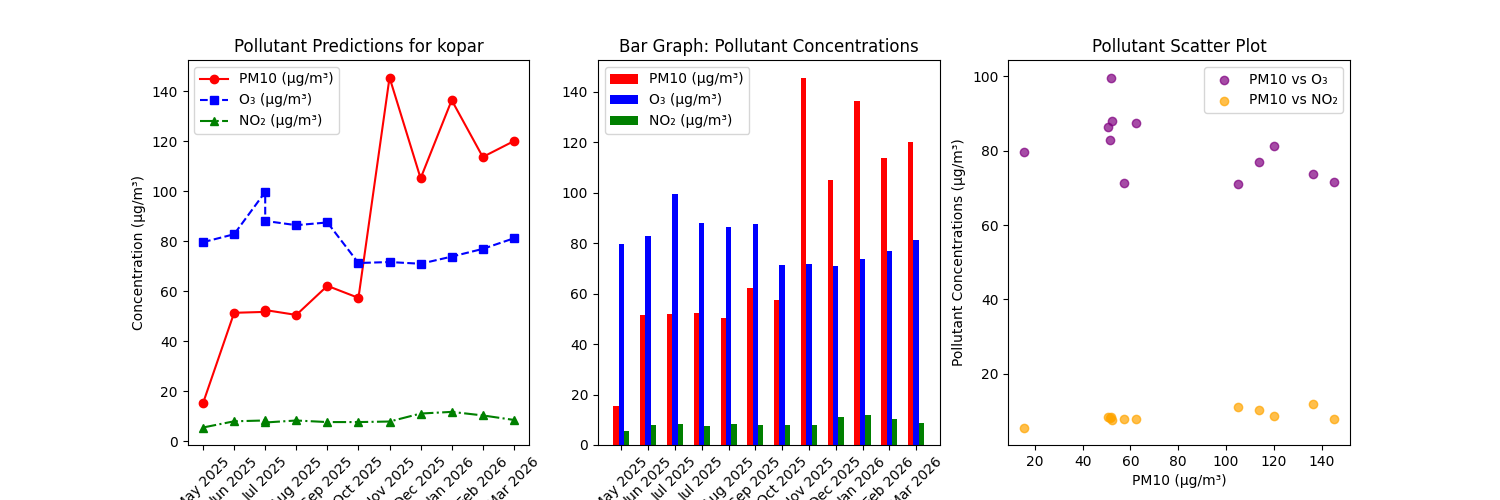 Pollutant Predictions for kopar
PM10 (µg/m³)
O₃ (µg/m³)
NO₂ (µg/m³)
Concentration (µg/m³)
140
120
100
80
60
40
20
0
May 2025
Jun 2025
Jul 2025
Aug 2025
Sep 2025
Oct 2025
Nov 2025
Dec 2025
Jan 2026
Feb 2026
Mar 2026
Bar Graph: Pollutant Concentrations
PM10 (µg/m³)
O₃ (µg/m³)
NO₂ (µg/m³)
140
120
100
80
60
40
20
0
May 2025
Jun 2025
Jul 2025
Jul 2025
Aug 2025
Sep 2025
Oct 2025
Nov 2025
Dec 2025
Jan 2026
Feb 2026
Mar 2026
Pollutant Scatter Plot
PM10 vs O₃
PM10 vs NO₂
Pollutant Concentrations (µg/m³)
100
80
60
40
20
20
40
60
80
100
120
140
PM10 (µg/m³)